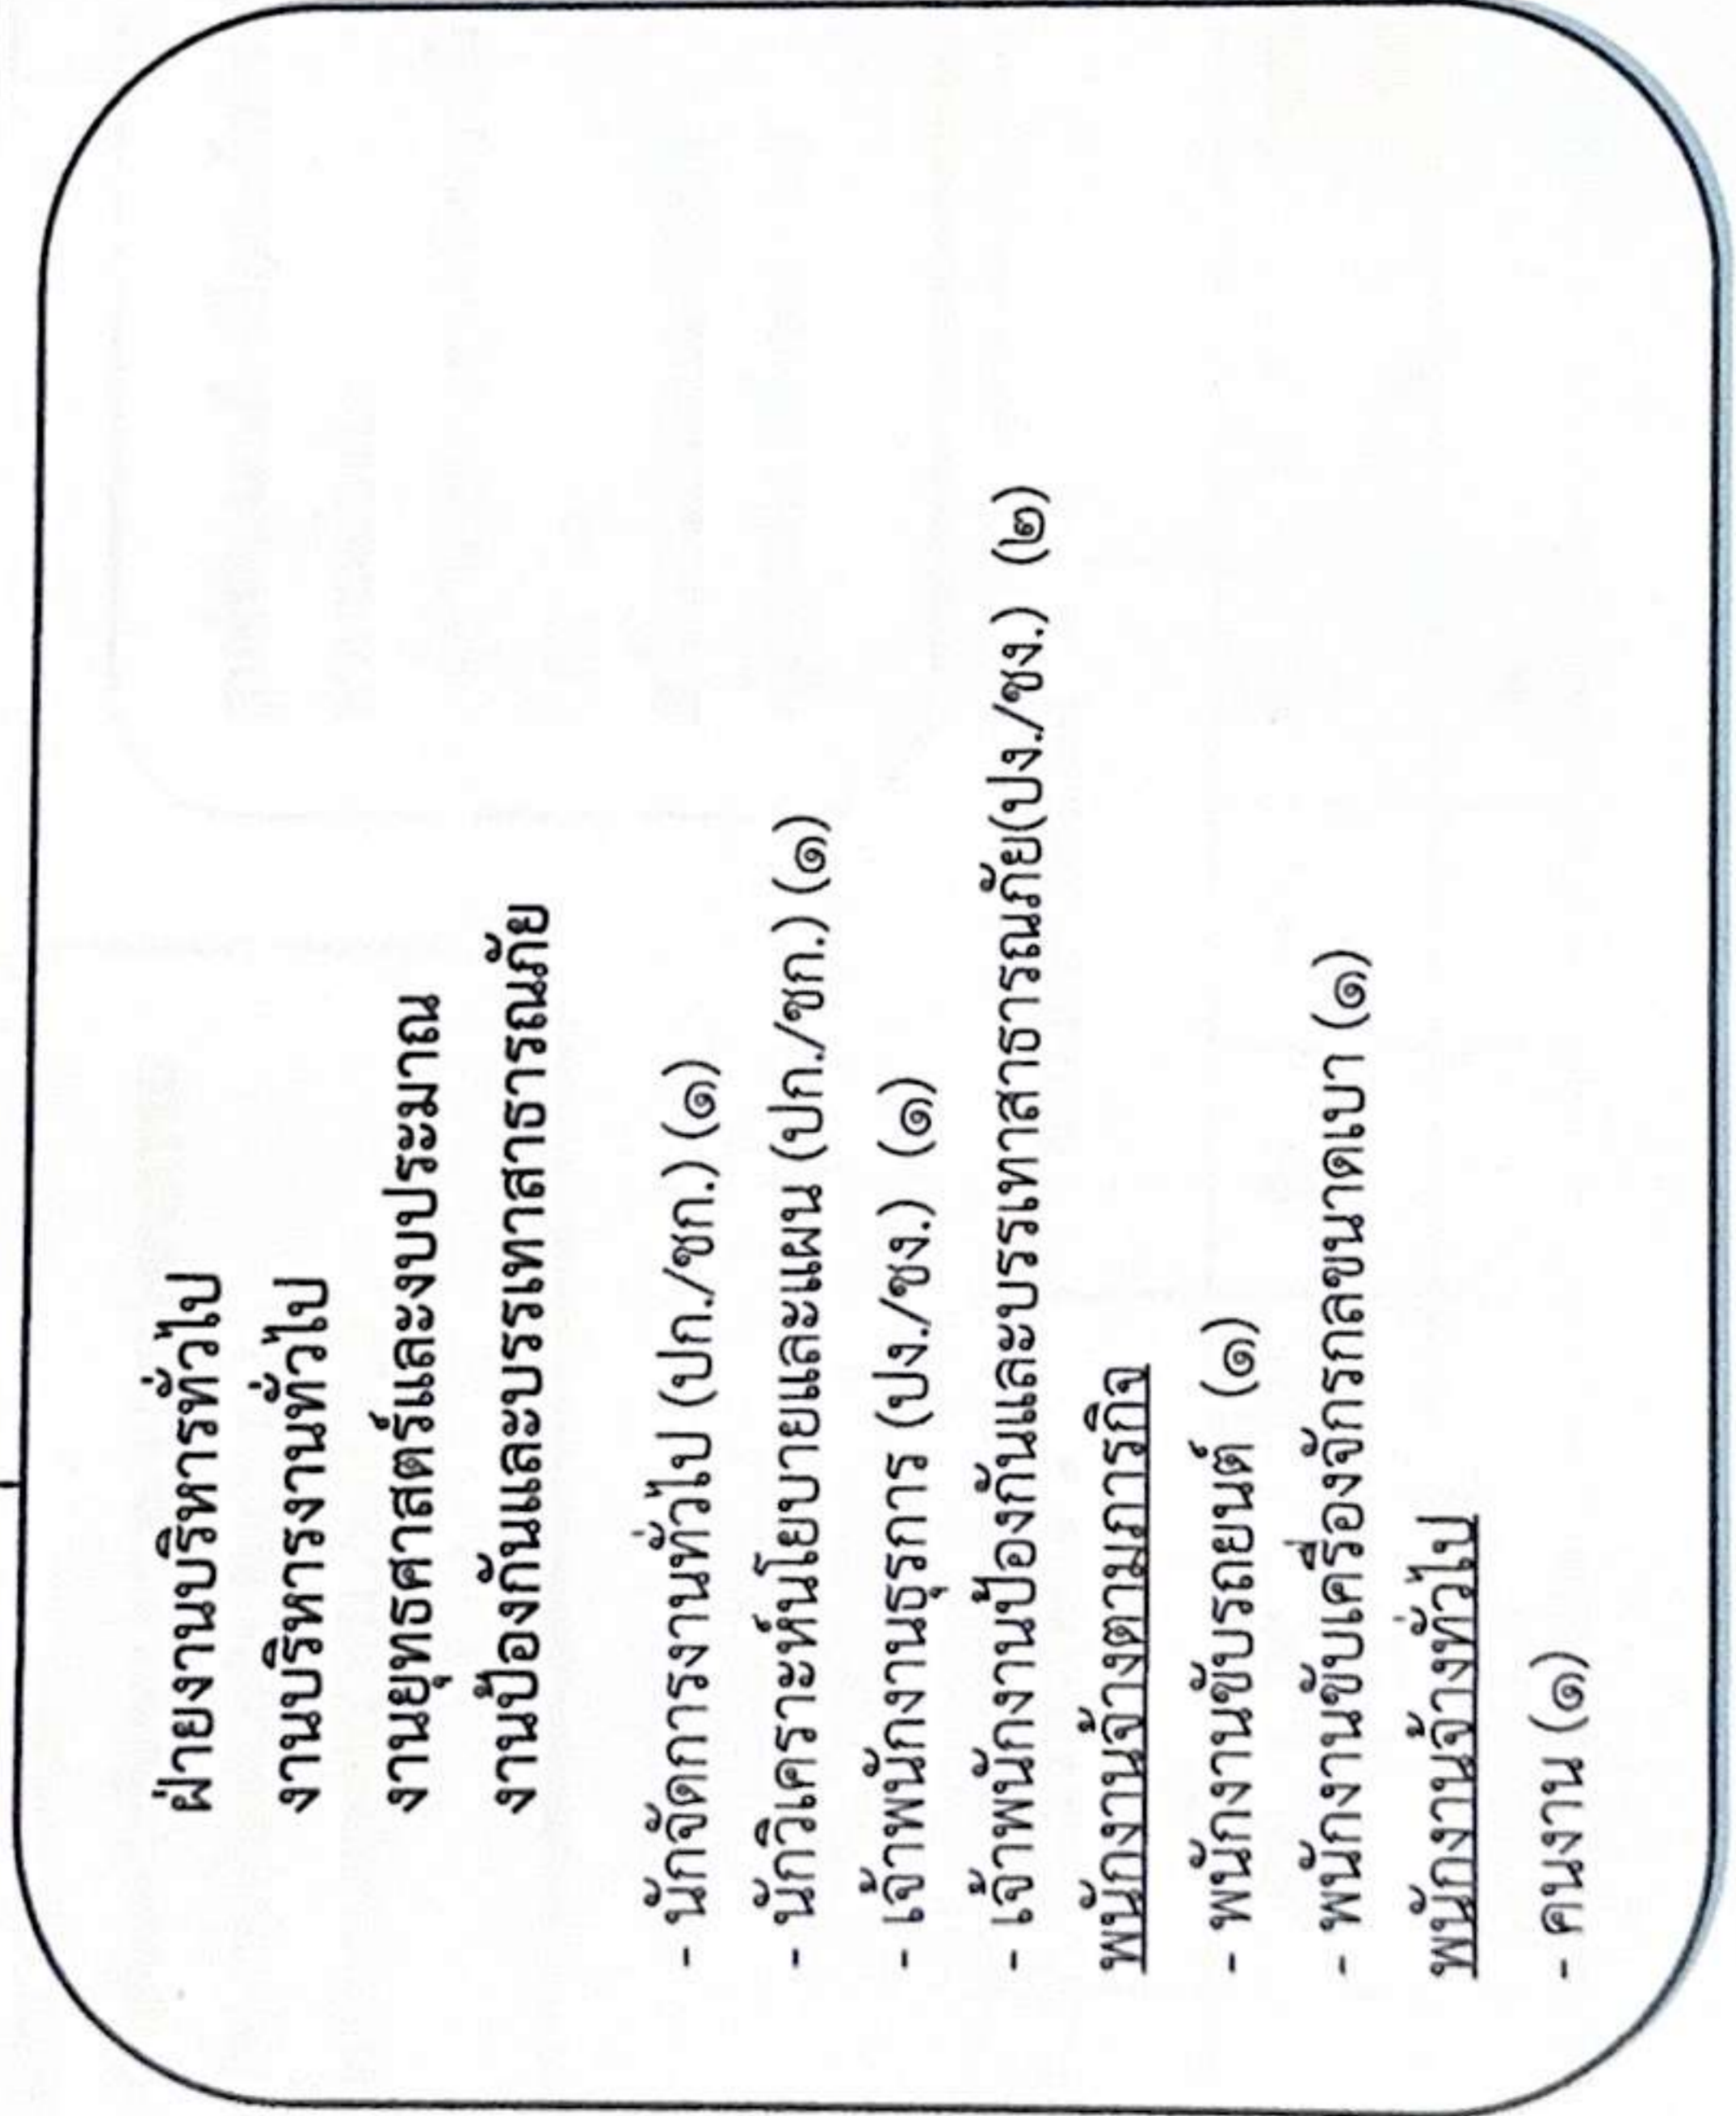 ฝ่ายงานบริหารทั่วไป
งานบริหารงานทั่วไป
งานยุทธศาสตร์และงบประมาณ
งานป้องกันและบรรเทาสาธารณภัย
- นักจัดการงานทั่วไป (ปก./ชก.) (๑)
- นักวิเคราะห์นโยบายและแผน (ปก./ชก.) (๑)
- เจ้าพนักงานธุรการ (ปง./ชง.) (๑)
- เจ้าพนักงานป้องกันและบรรเทาสาธารณภัย(ปง./ชง.) (๒)
พนักงานจ้างตามภารกิจ
- พนักงานขับรถยนต์ (๑)
- พนักงานขับเครื่องจักรกลขนาดเบา (๑)
พนักงานจ้างทั่วไป
- คนงาน (๑)